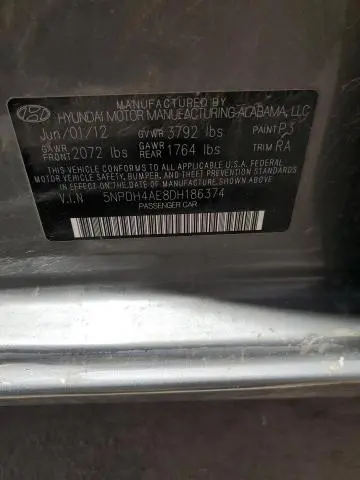 MANUFACTURED BY
HYUNDAI MOTOR MANUFACTURING ALABAMA, LLC
Jun/01/12 GVWR 3792 lbs PAINT P3
GAWR FRONT 2072 lbs GAWR REAR 1764 lbs TRIM RA
THIS VEHICLE CONFORMS TO ALL APPLICABLE U.S.A. FEDERAL
MOTOR VEHICLE SAFETY, BUMPER, AND THEFT PREVENTION STANDARDS
IN EFFECT ON THE DATE OF MANUFACTURE SHOWN ABOVE.
V.I.N 5NPDH4AE8DH186374
PASSENGER CAR